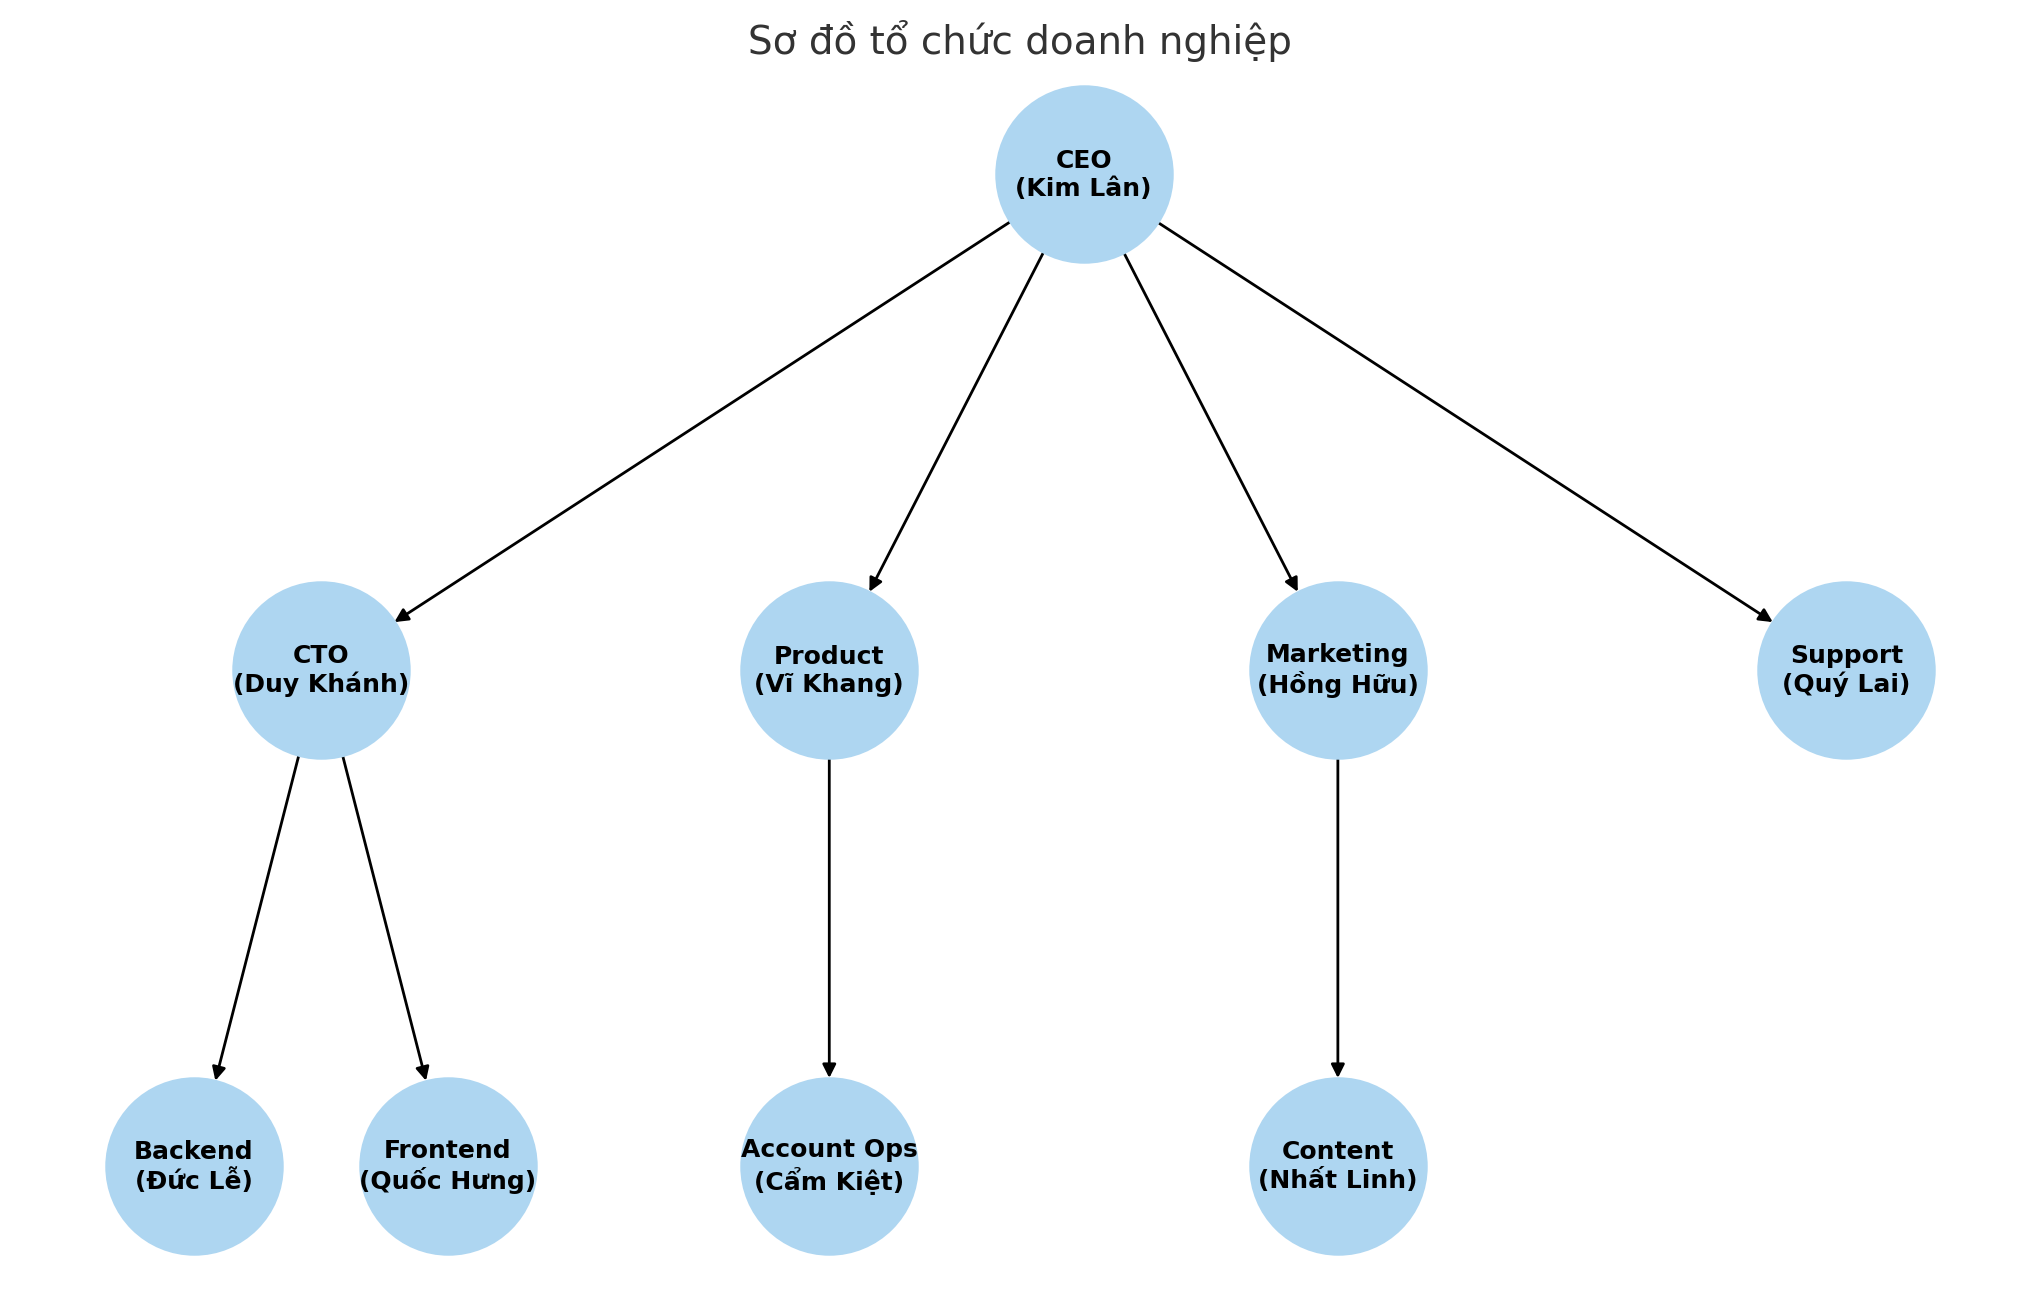 Sơ đồ tổ chức doanh nghiệp
CEO
(Kim Lân)
CTO
(Duy Khánh)
Product
(Vĩ Khang)
Marketing
(Hồng Hữu)
Support
(Quý Lai)
Backend
(Đức Lễ)
Frontend
(Quốc Hưng)
Account Ops
(Cẩm Kiệt)
Content
(Nhất Linh)